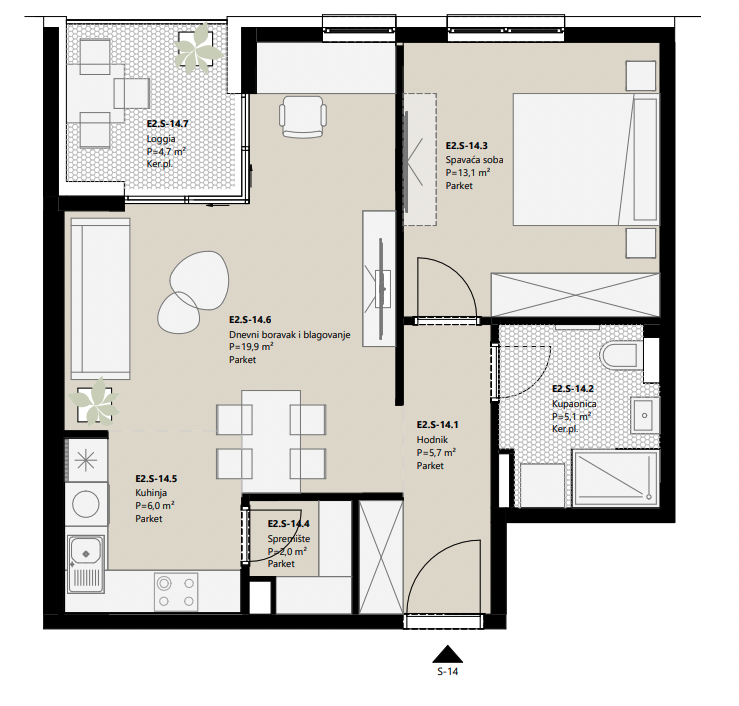 E2.S-14.7
Loggia
P=4,7 m²
Ker.pl.
E2.S-14.3
Spavaća soba
P=13,1 m²
Parket
E2.S-14.6
Dnevni boravak i blagovanje
P=19,9 m²
Parket
E2.S-14.2
Kupaonica
P=5,1 m²
Ker.pl.
E2.S-14.1
Hodnik
P=5,7 m²
Parket
E2.S-14.5
Kuhinja
P=6,0 m²
Parket
E2.S-14.4
Spremište
P=2,0 m²
Parket
S-14